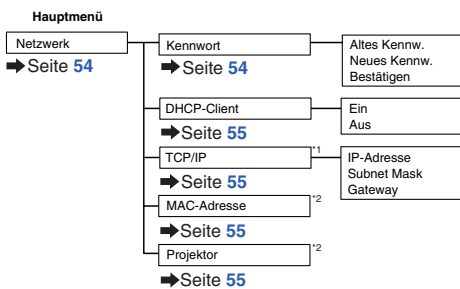 Hauptmenü
Netzwerk
➡Seite 54
Kennwort
➡Seite 54
Altes Kennw.
Neues Kennw.
Bestätigen
DHCP-Client
➡Seite 55
Ein
Aus
TCP/IP *1
➡Seite 55
IP-Adresse
Subnet Mask
Gateway
MAC-Adresse *2
➡Seite 55
Projektor *2
➡Seite 55